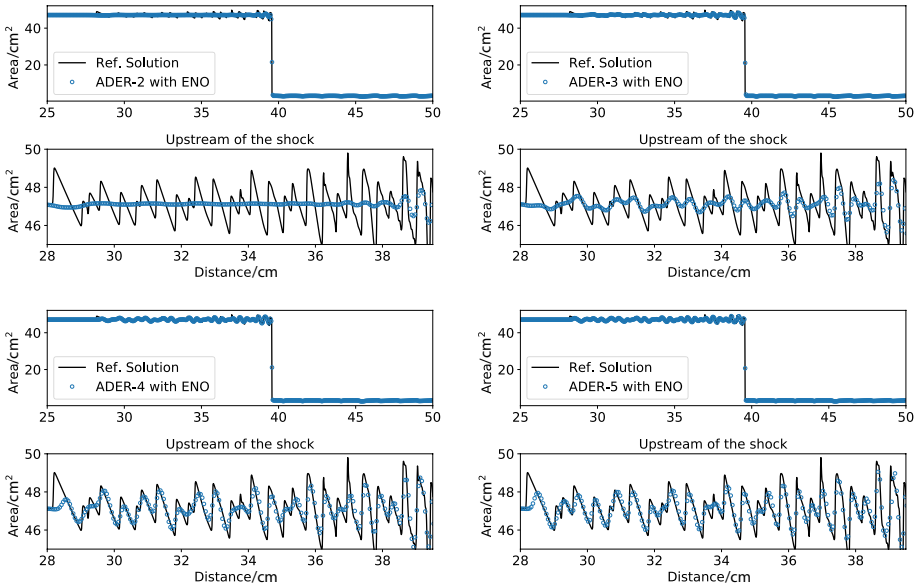 40
20
Area/cm²
Ref. Solution
ADER-2 with ENO
25 30 35 40 45 50
Upstream of the shock
50
48
46
Area/cm²
28 30 32 34 36 38
Distance/cm
40
20
Area/cm²
Ref. Solution
ADER-3 with ENO
25 30 35 40 45 50
Upstream of the shock
50
48
46
Area/cm²
28 30 32 34 36 38
Distance/cm
40
20
Area/cm²
Ref. Solution
ADER-4 with ENO
25 30 35 40 45 50
Upstream of the shock
50
48
46
Area/cm²
28 30 32 34 36 38
Distance/cm
40
20
Area/cm²
Ref. Solution
ADER-5 with ENO
25 30 35 40 45 50
Upstream of the shock
50
48
46
Area/cm²
28 30 32 34 36 38
Distance/cm